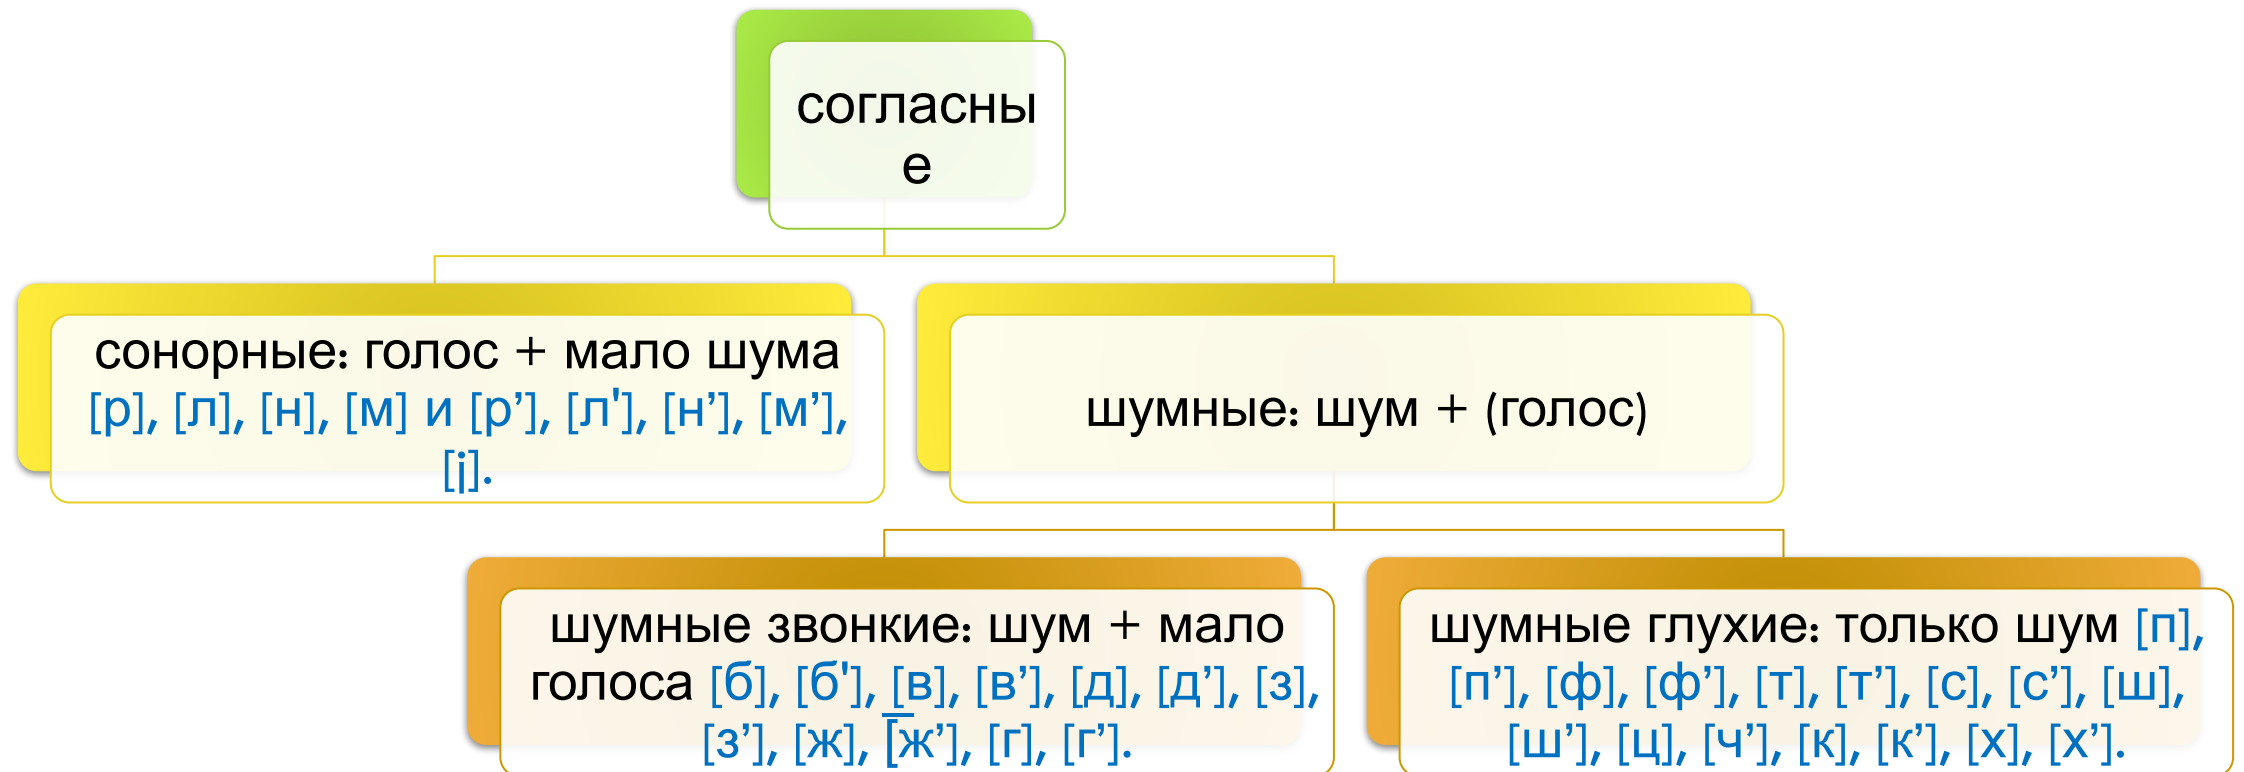 согласны
е
сонорные: голос + мало шума
[р], [л], [н], [м] и [р’], [л'], [н’], [м’],
[j].
шумные: шум + (голос)
шумные звонкие: шум + мало
голоса [б], [б'], [в], [в’], [д], [д’], [з],
[з’], [ж], [ж̅’], [г], [г’].
шумные глухие: только шум [п],
[п’], [ф], [ф’], [т], [т’], [с], [с’], [ш],
[ш’], [ц], [ч’], [к], [к’], [х], [х’].